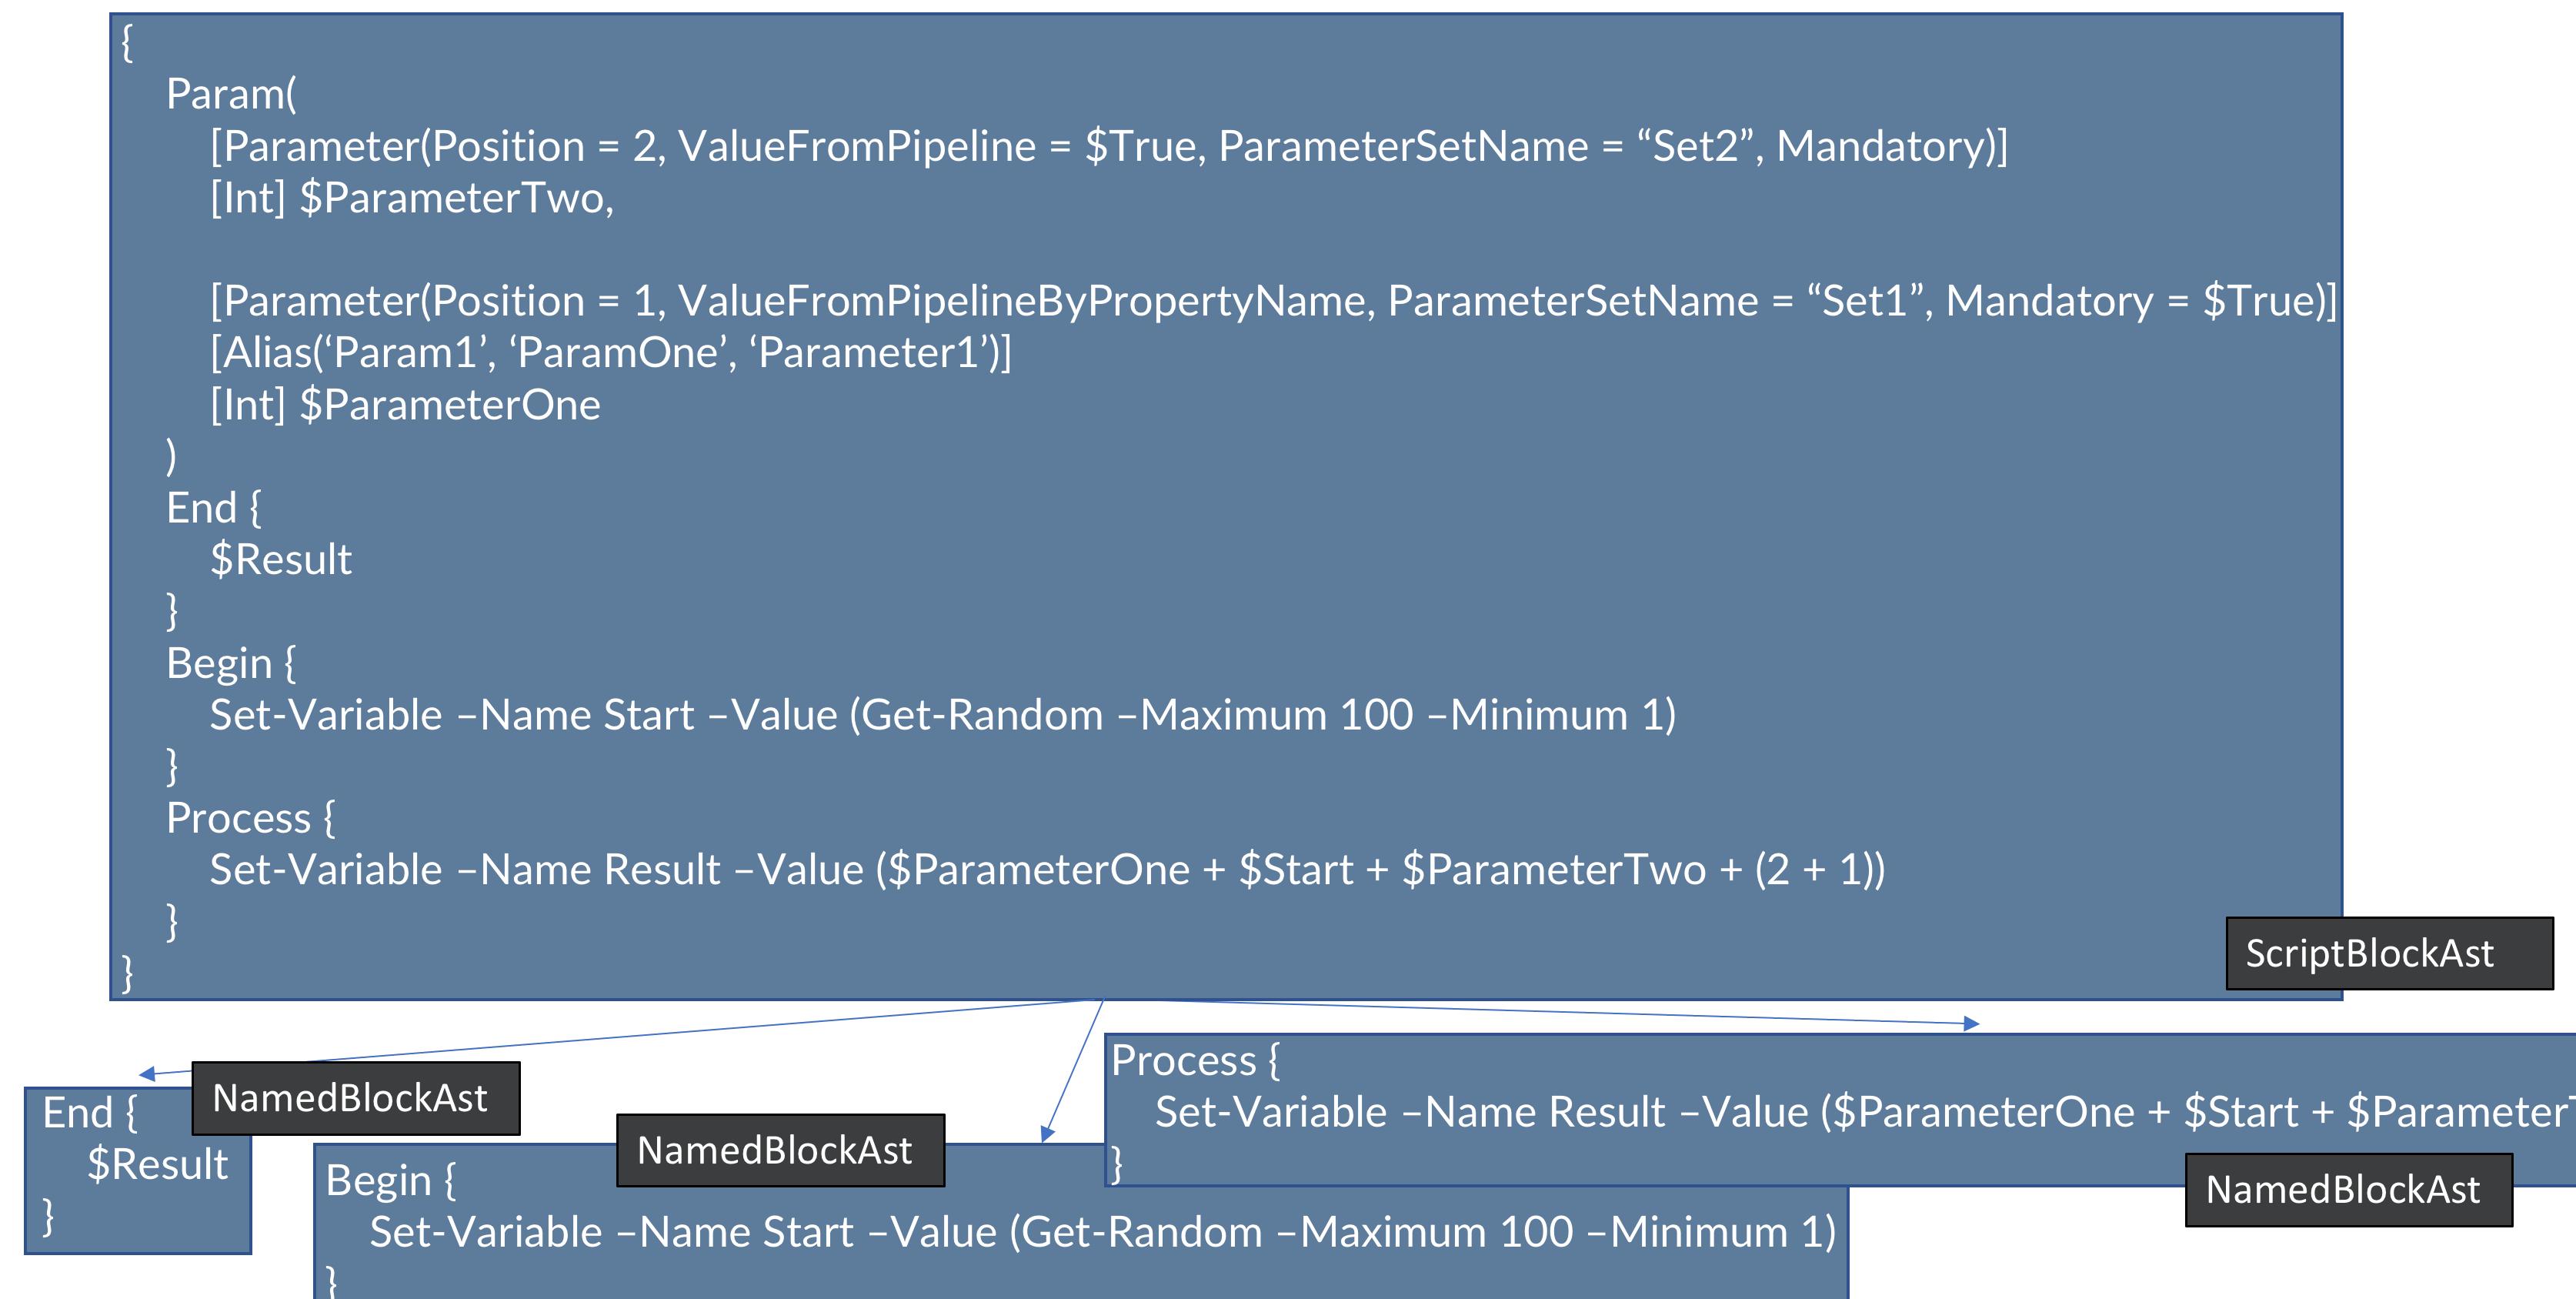 {
Param(
[Parameter(Position = 2, ValueFromPipeline = $True, ParameterSetName = “Set2”, Mandatory)]
[Int] $ParameterTwo,
[Parameter(Position = 1, ValueFromPipelineByPropertyName, ParameterSetName = “Set1”, Mandatory = $True)]
[Alias(‘Param1’, ‘ParamOne’, ‘Parameter1’)]
[Int] $ParameterOne
)
End {
$Result
}
Begin {
Set-Variable –Name Start –Value (Get-Random –Maximum 100 –Minimum 1)
}
Process {
Set-Variable –Name Result –Value ($ParameterOne + $Start + $ParameterTwo + (2 + 1))
}
}
ScriptBlockAst
NamedBlockAst
End {
$Result
}
NamedBlockAst
Begin {
Set-Variable –Name Start –Value (Get-Random –Maximum 100 –Minimum 1)
}
Process {
Set-Variable –Name Result –Value ($ParameterOne + $Start + $ParameterT
}
NamedBlockAst